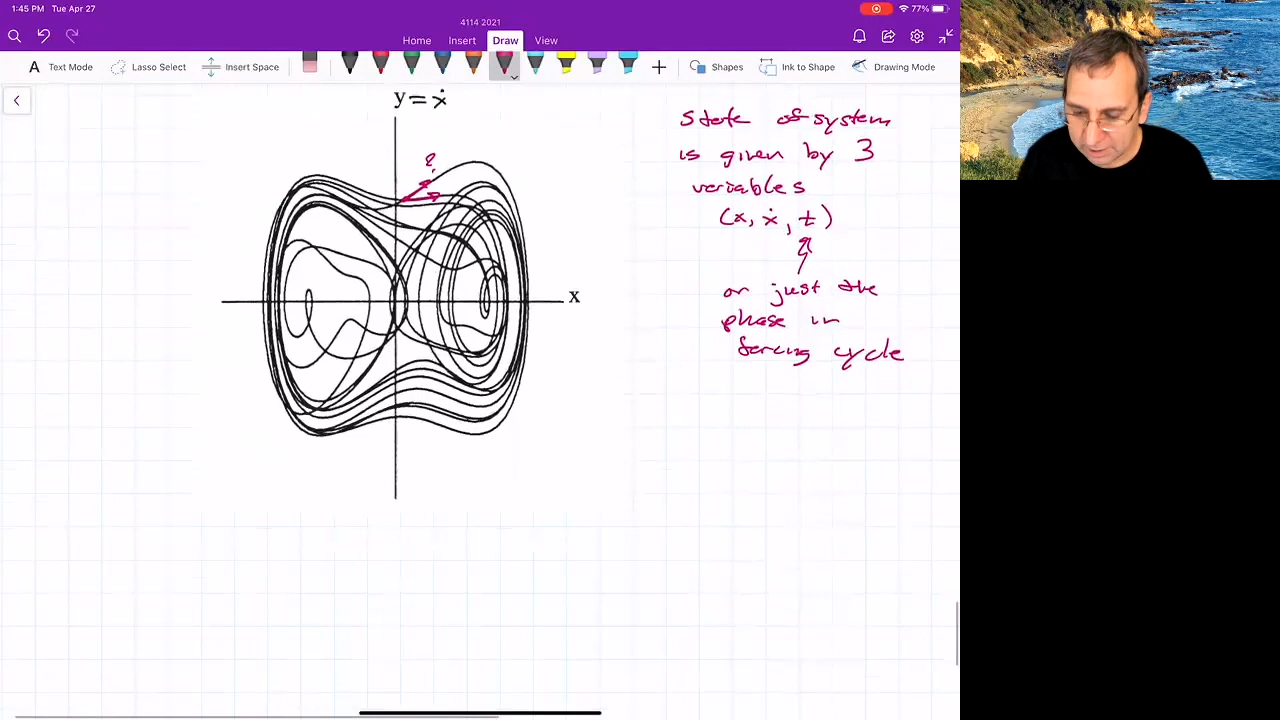 1:45 PM Tue Apr 27
77%
4114 2021
Home Insert Draw View
Text Mode Lasso Select Insert Space Shapes Ink to Shape Drawing Mode
y = ẋ
?
x
State of system
is given by 3
variables
(x, ẋ, t)
or just the
phase in
forcing cycle